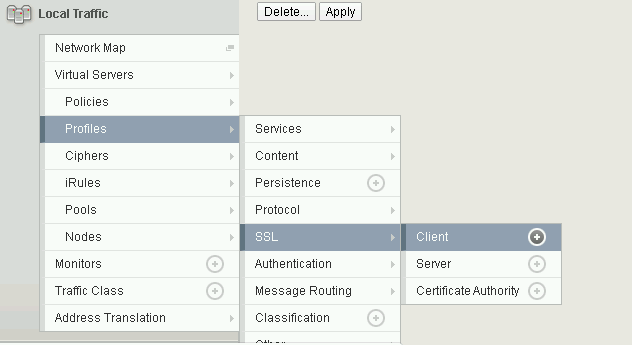 Local Traffic
Delete...
Apply
Network Map
Virtual Servers
Policies
Profiles
Ciphers
iRules
Pools
Nodes
Monitors
Traffic Class
Address Translation
Services
Content
Persistence
Protocol
SSL
Authentication
Message Routing
Classification
Other
Client
Server
Certificate Authority